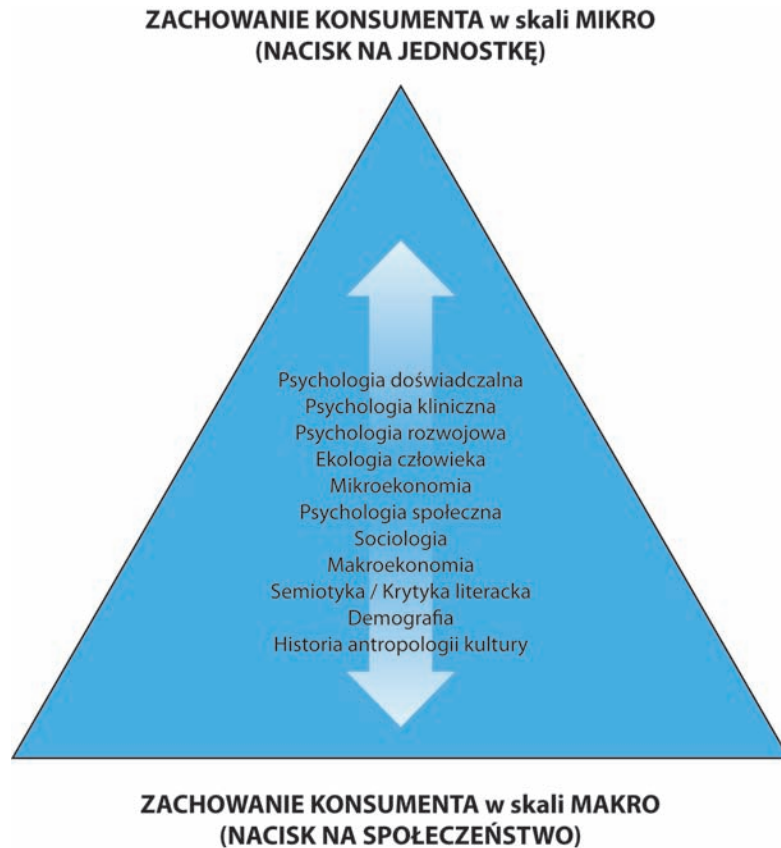 ZACHOWANIE KONSUMENTA w skali MIKRO
(NACISK NA JEDNOSTKĘ)
Psychologia doświadczalna
Psychologia kliniczna
Psychologia rozwojowa
Ekologia człowieka
Mikroekonomia
Psychologia społeczna
Sociologia
Makroekonomia
Semiotyka / Krytyka literacka
Demografia
Historia antropologii kultury
ZACHOWANIE KONSUMENTA w skali MAKRO
(NACISK NA SPOŁECZEŃSTWO)